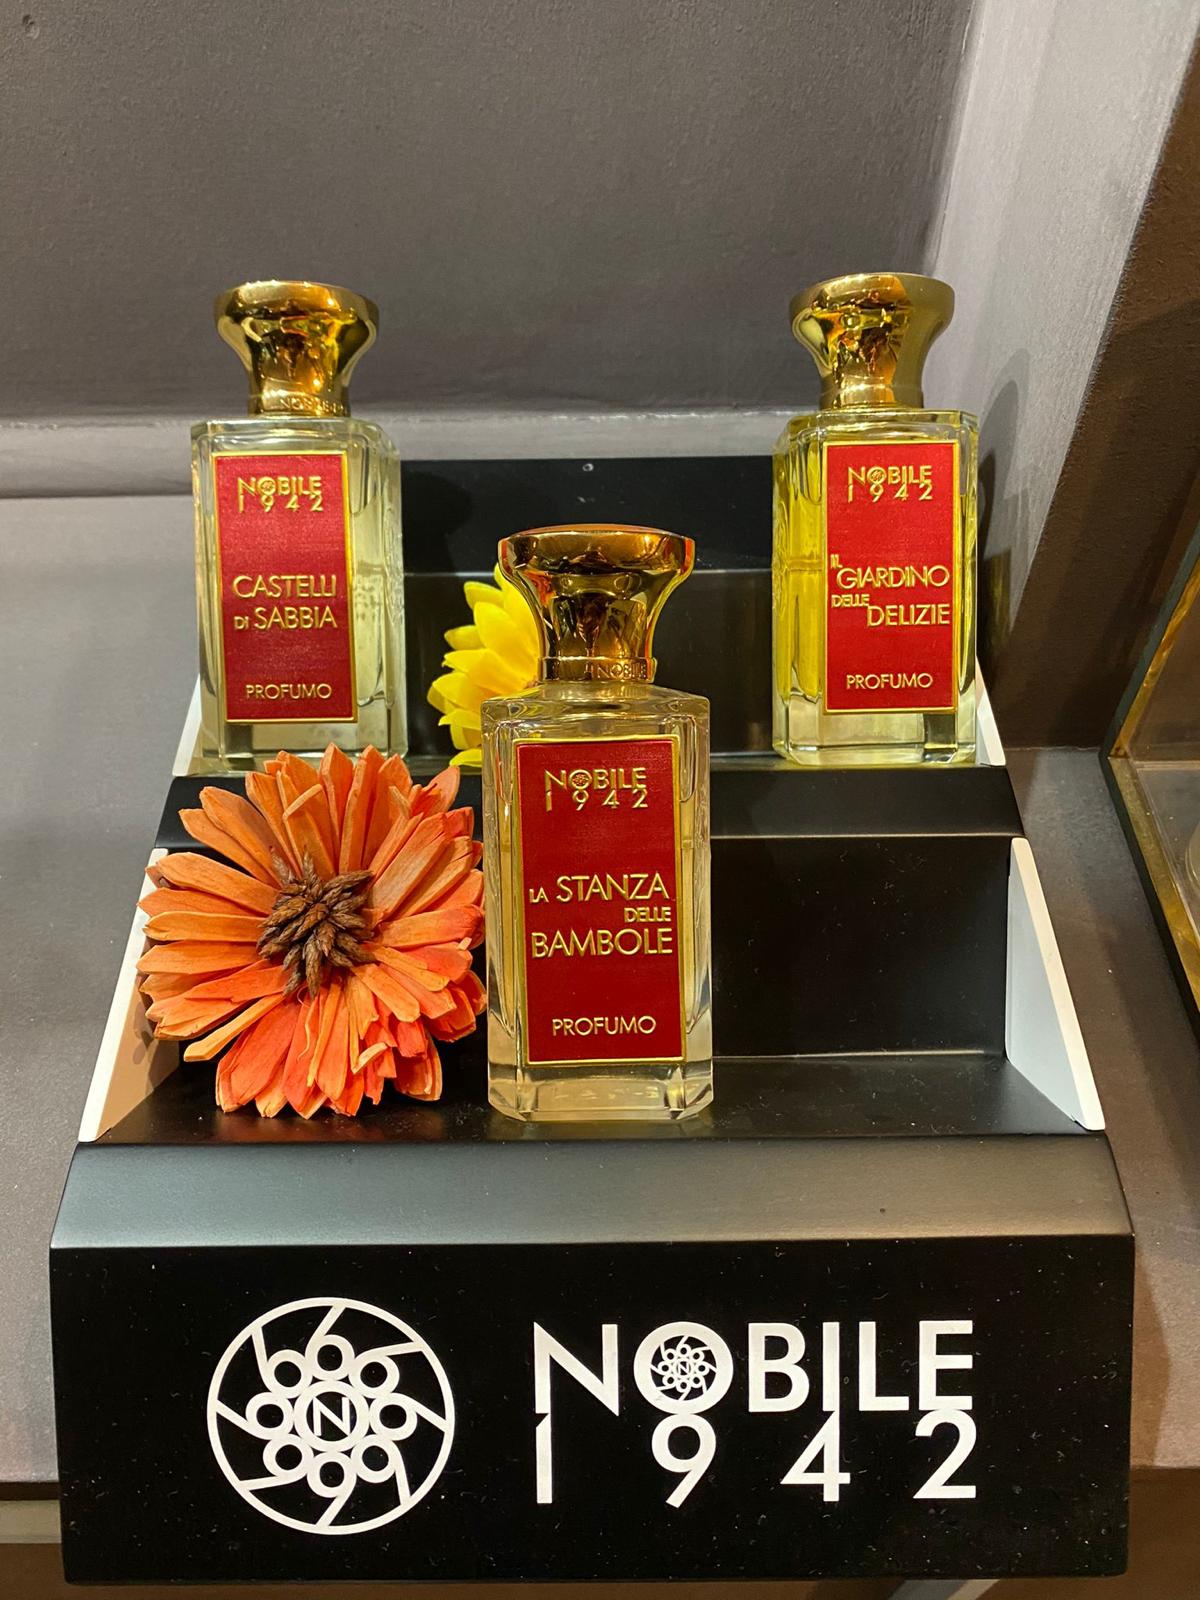 NOBILE
1942
CASTELLI
Di SABBIA
PROFUMO
NOBILE
1942
IL
GIARDINO
DELLE
DELIZIE
PROFUMO
NOBILE
NOBILE
1942
LA STANZA
DELLE
BAMBOLE
PROFUMO
N
NOBILE
1942